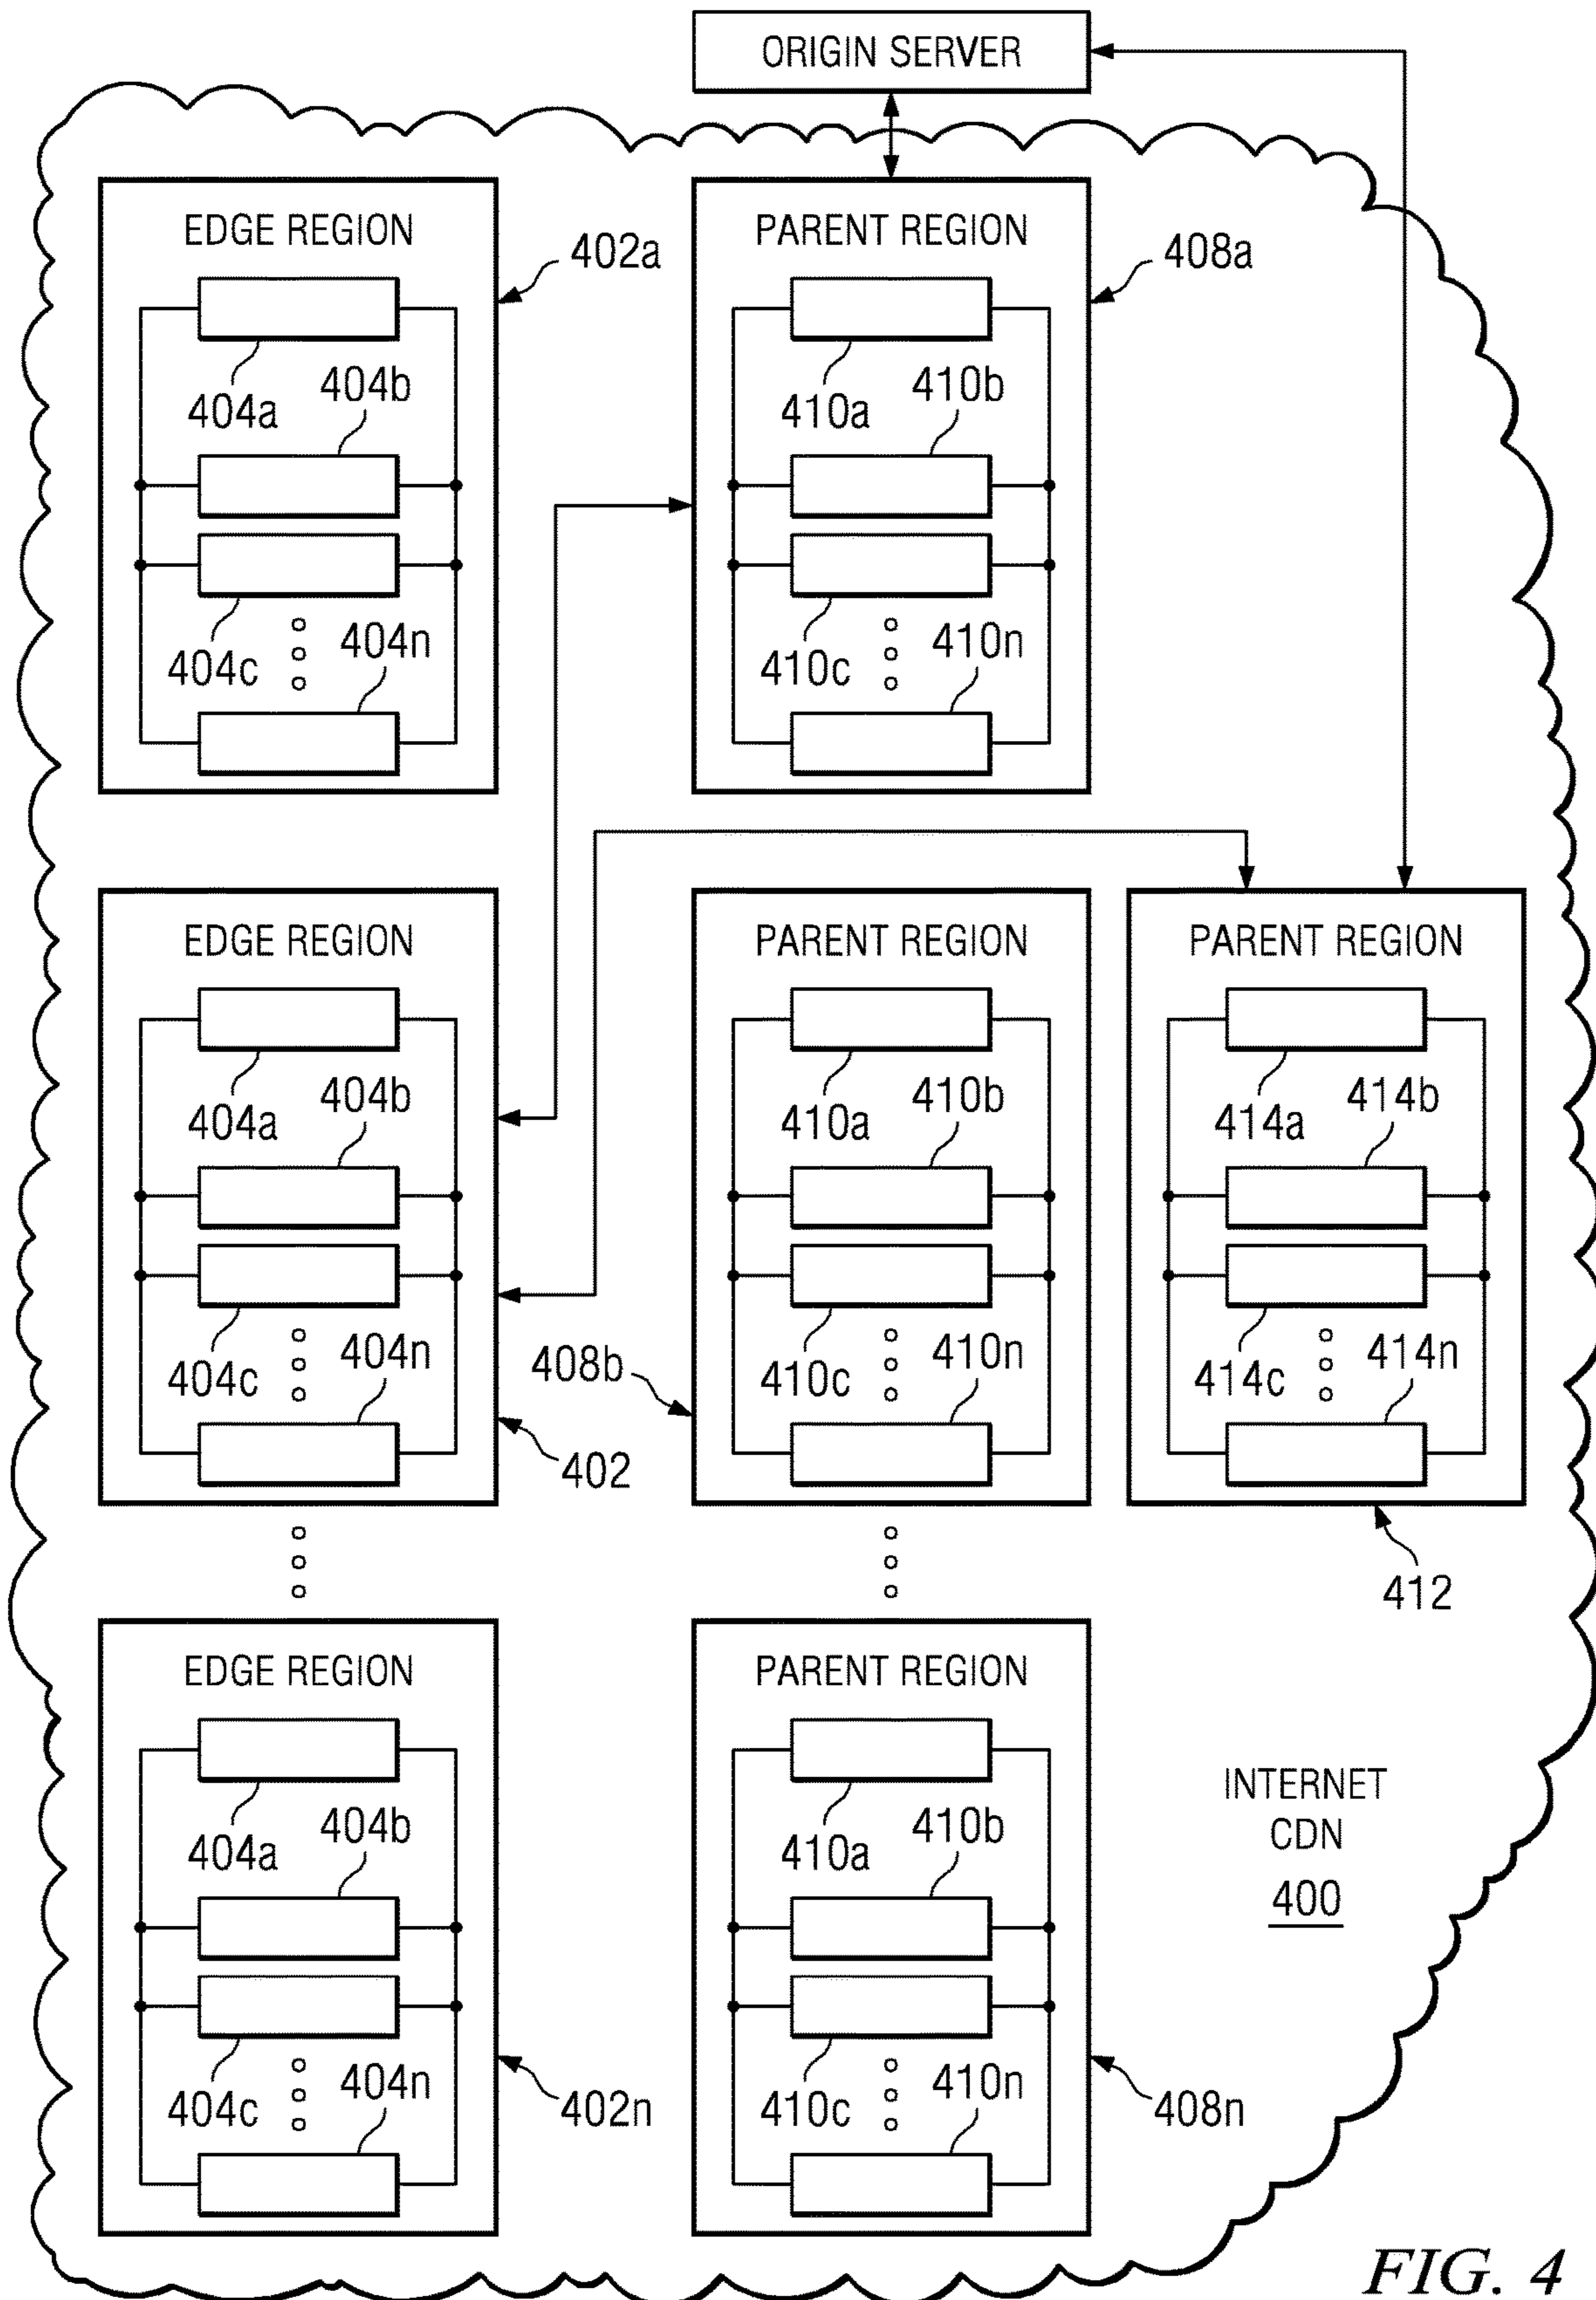 ORIGIN SERVER
EDGE REGION
402a
404a
404b
404c
404n
PARENT REGION
408a
410a
410b
410c
410n
EDGE REGION
404a
404b
404c
404n
402
PARENT REGION
410a
410b
408b
410c
410n
PARENT REGION
414a
414b
414c
414n
412
EDGE REGION
404a
404b
404c
404n
402n
PARENT REGION
410a
410b
410c
410n
408n
INTERNET
CDN
400
FIG. 4